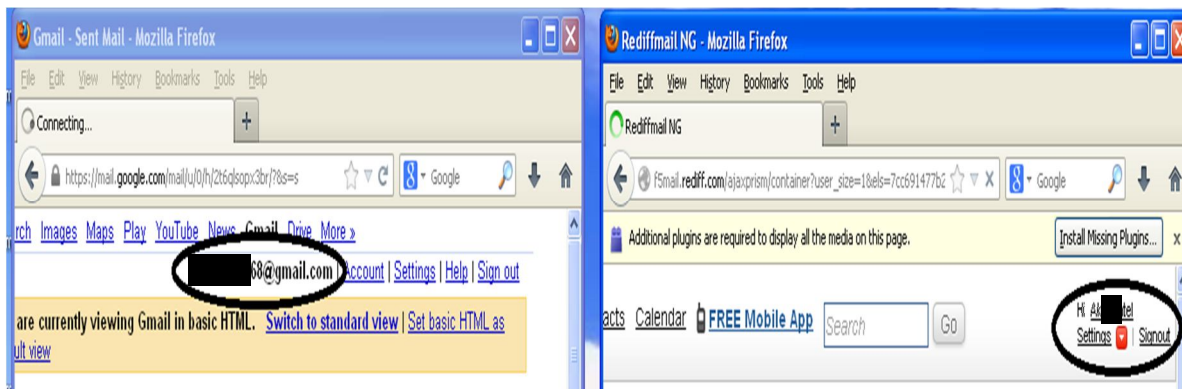 Gmail - Sent Mail - Mozilla Firefox
File Edit View History Bookmarks Tools Help
Connecting...
https://mail.google.com/mail/u/0/h/2t6qlsopx3br/?&s=s
Google
rch Images Maps Play YouTube News Gmail Drive More »
68@gmail.com | Account | Settings | Help | Sign out
are currently viewing Gmail in basic HTML. Switch to standard view | Set basic HTML as
ult view
Rediffmail NG - Mozilla Firefox
File Edit View History Bookmarks Tools Help
Rediffmail NG
f5mail.rediff.com/ajaxprism/container?user_size=1&els=7cc691477b2
Google
Additional plugins are required to display all the media on this page.
Install Missing Plugins... x
acts Calendar FREE Mobile App Search Go
Hi
Settings | Signout